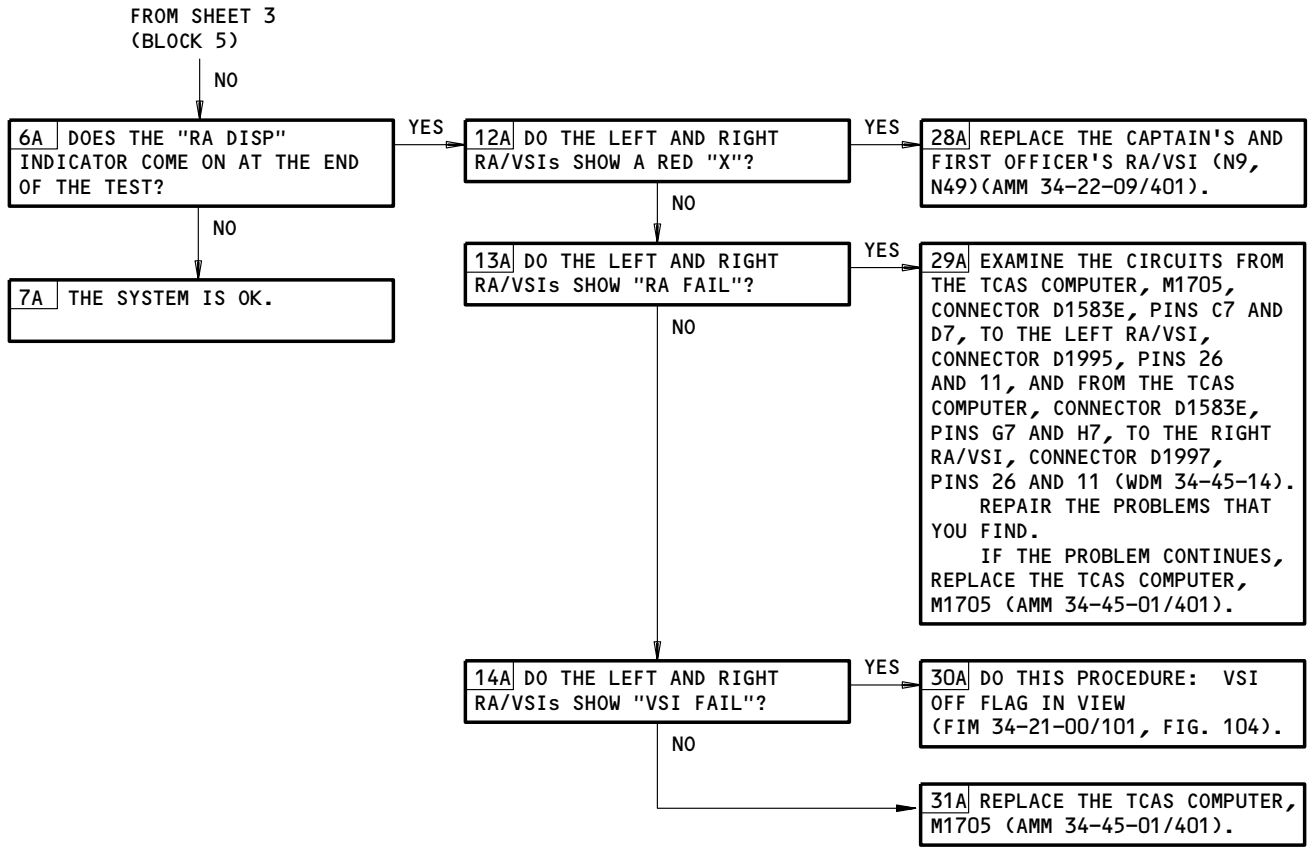 FROM SHEET 3
(BLOCK 5)
NO
6A DOES THE "RA DISP"
INDICATOR COME ON AT THE END
OF THE TEST?
YES
NO
7A THE SYSTEM IS OK.
12A DO THE LEFT AND RIGHT
RA/VSIs SHOW A RED "X"?
YES
NO
28A REPLACE THE CAPTAIN'S AND
FIRST OFFICER'S RA/VSI (N9,
N49)(AMM 34-22-09/401).
13A DO THE LEFT AND RIGHT
RA/VSIs SHOW "RA FAIL"?
YES
NO
29A EXAMINE THE CIRCUITS FROM
THE TCAS COMPUTER, M1705,
CONNECTOR D1583E, PINS C7 AND
D7, TO THE LEFT RA/VSI,
CONNECTOR D1995, PINS 26
AND 11, AND FROM THE TCAS
COMPUTER, CONNECTOR D1583E,
PINS G7 AND H7, TO THE RIGHT
RA/VSI, CONNECTOR D1997,
PINS 26 AND 11 (WDM 34-45-14).
REPAIR THE PROBLEMS THAT
YOU FIND.
IF THE PROBLEM CONTINUES,
REPLACE THE TCAS COMPUTER,
M1705 (AMM 34-45-01/401).
14A DO THE LEFT AND RIGHT
RA/VSIs SHOW "VSI FAIL"?
YES
NO
30A DO THIS PROCEDURE: VSI
OFF FLAG IN VIEW
(FIM 34-21-00/101, FIG. 104).
31A REPLACE THE TCAS COMPUTER,
M1705 (AMM 34-45-01/401).